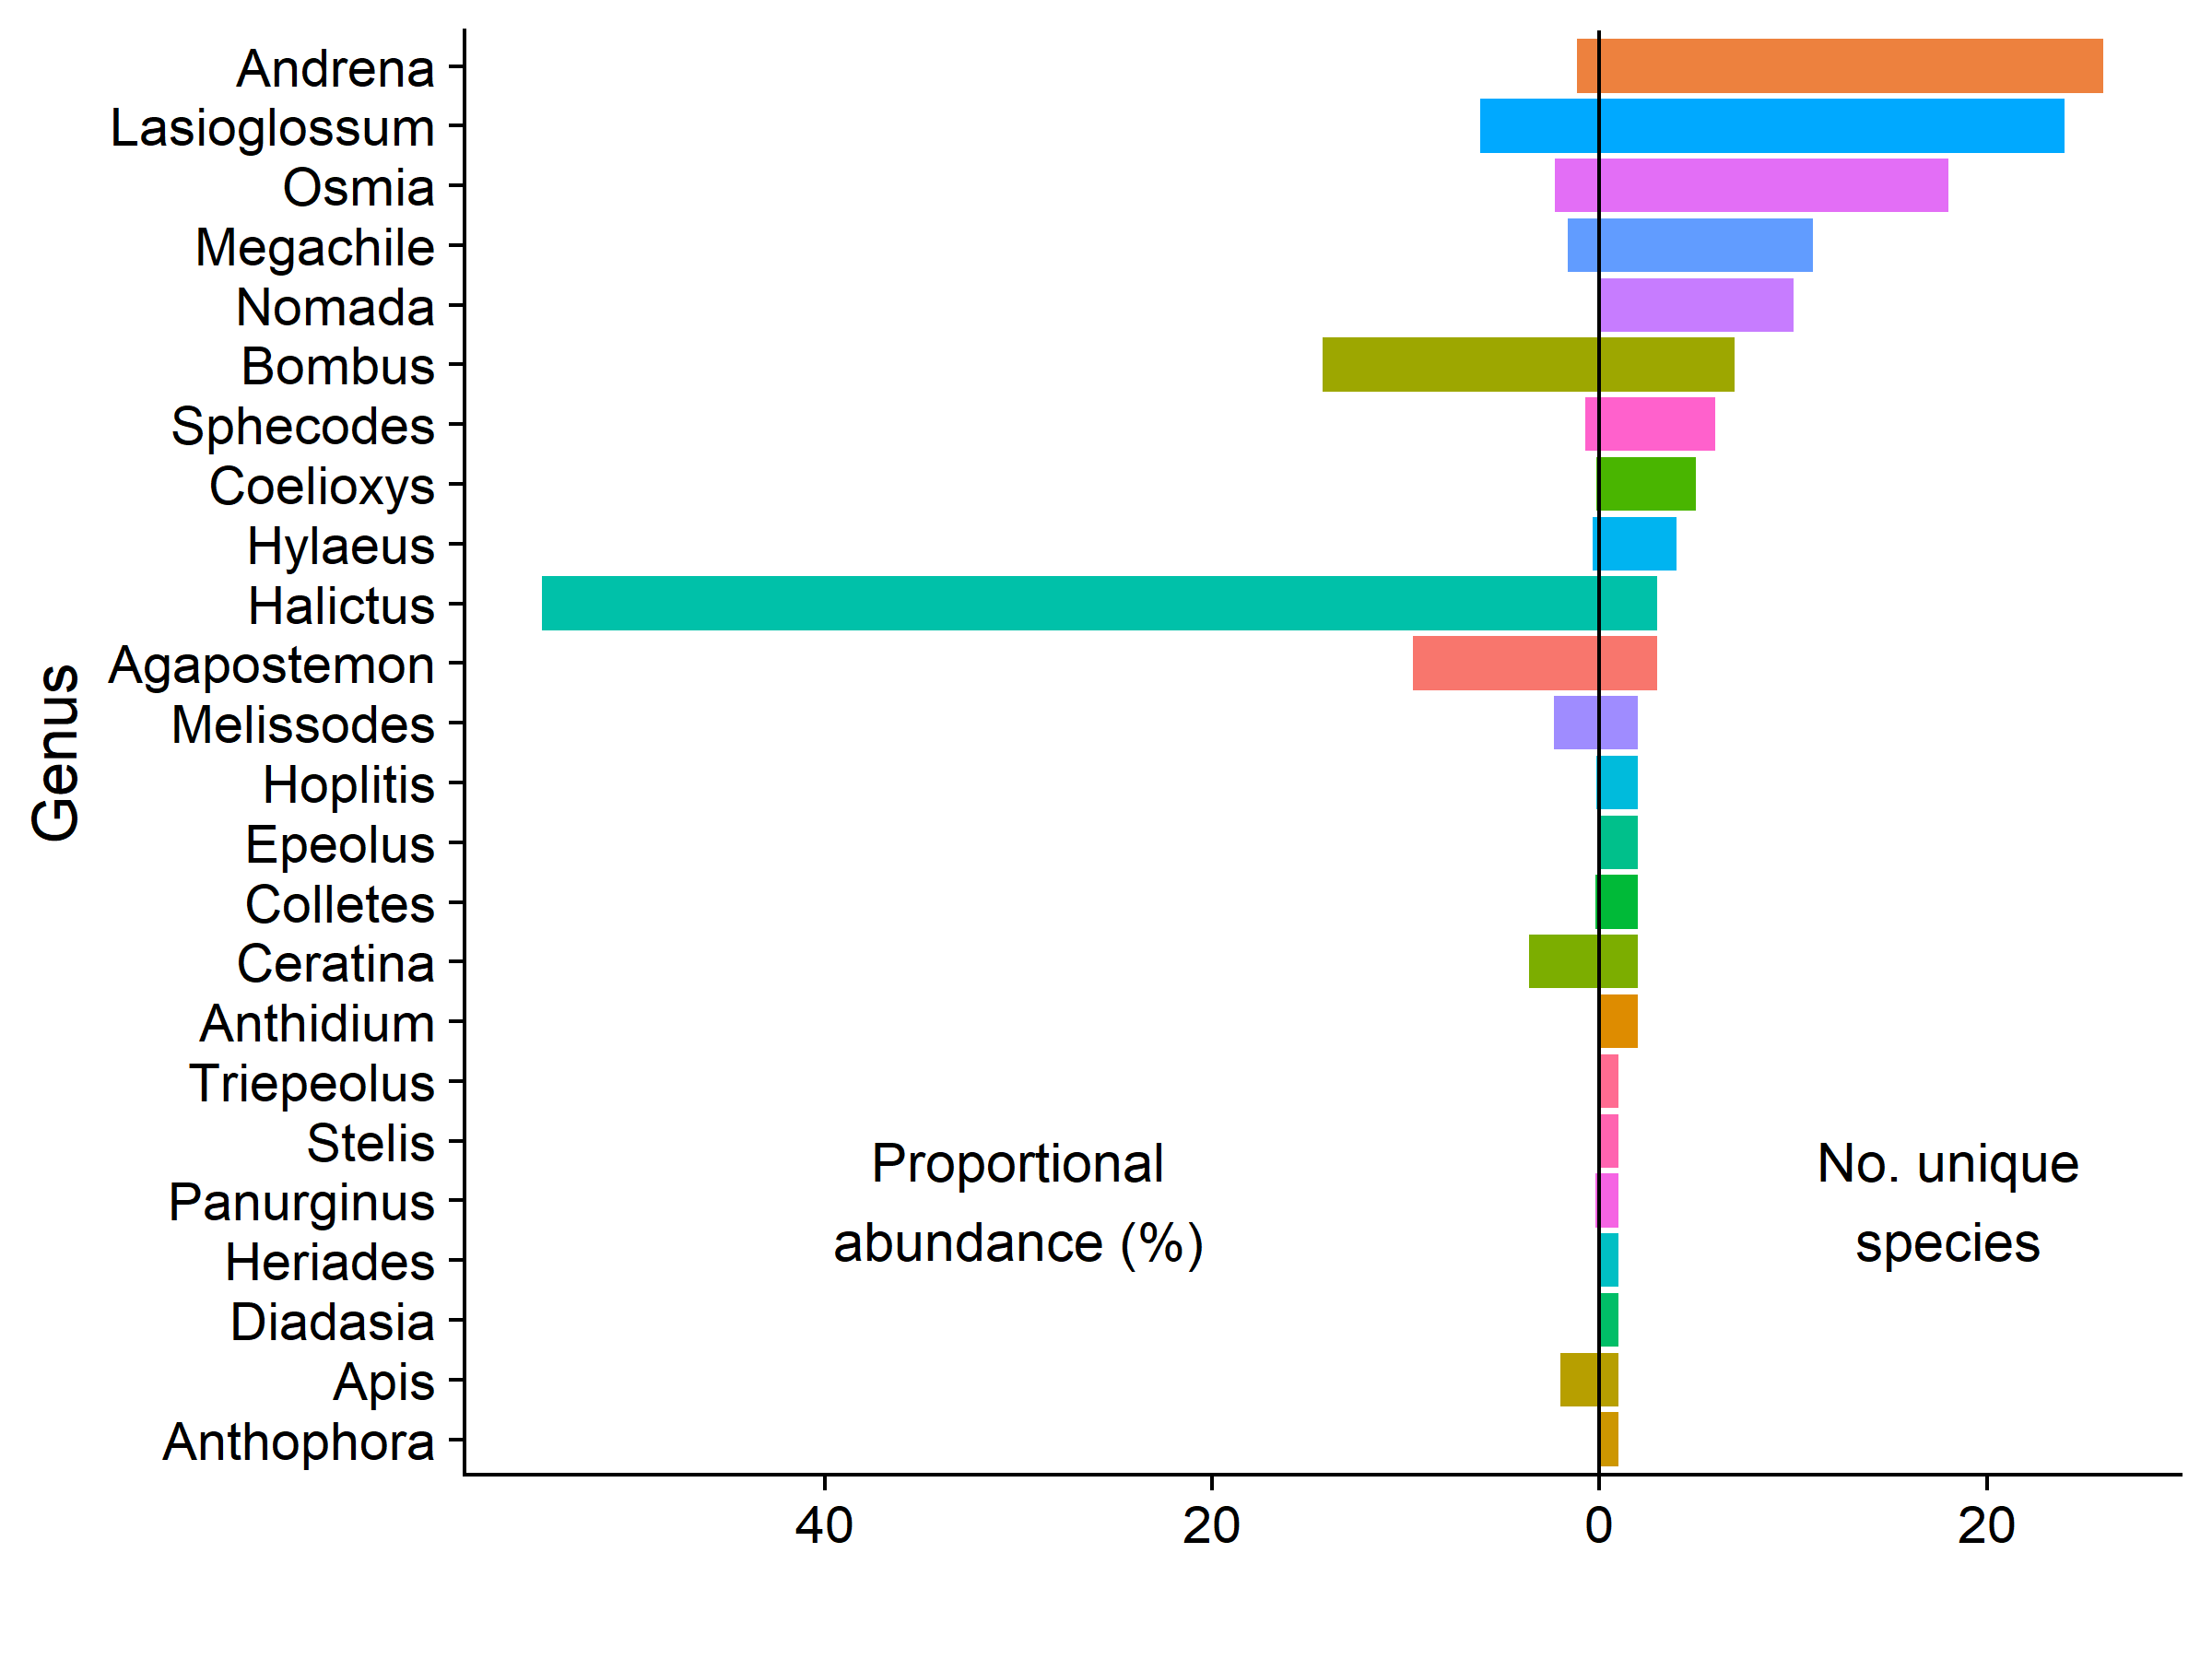 Andrena
Lasioglossum
Osmia
Megachile
Nomada
Bombus
Sphecodes
Coelioxys
Hylaeus
Halictus
Agapostemon
Melissodes
Hoplitis
Epeolus
Colletes
Ceratina
Anthidium
Triepeolus
Stelis
Panurginus
Heriades
Diadasia
Apis
Anthophora
Genus
Proportional
abundance (%)
No. unique
species
40 20 0 20